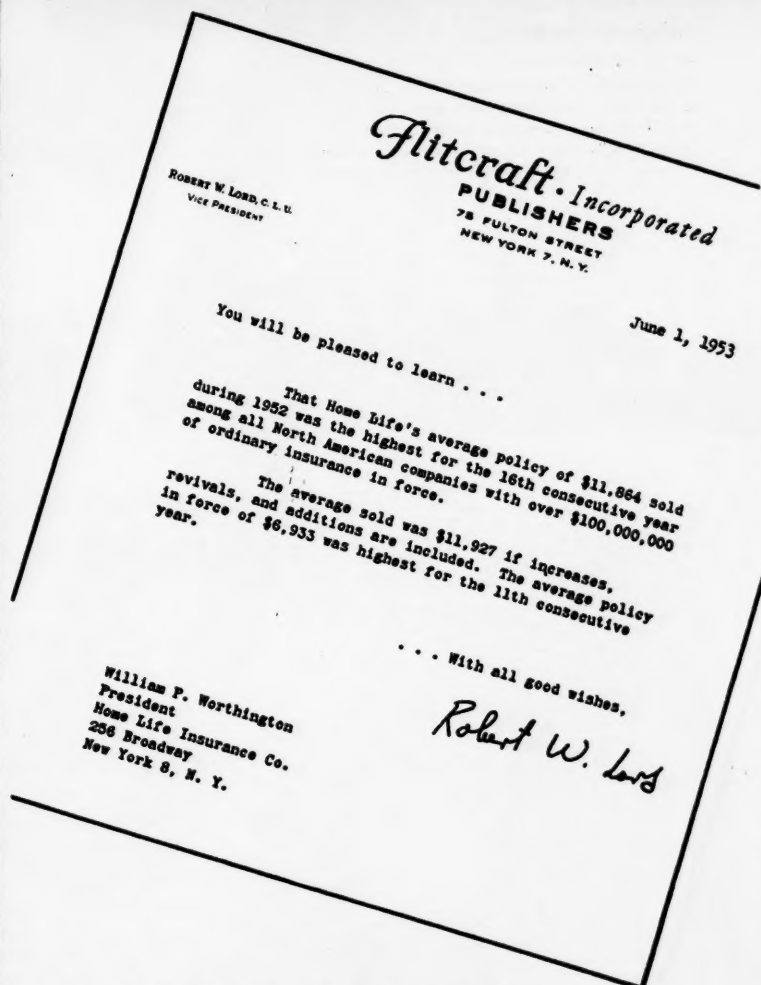 Flitcraft · Incorporated
PUBLISHERS
75 FULTON STREET
NEW YORK 7, N. Y.
ROBERT W. LORD, C. L. U.
VICE PRESIDENT
June 1, 1953
You will be pleased to learn . . .
That Home Life's average policy of $11,864 sold
during 1952 was the highest for the 16th consecutive year
among all North American companies with over $100,000,000
of ordinary insurance in force.
The average sold was $11,927 if increases,
revivals, and additions are included. The average policy
in force of $6,933 was highest for the 11th consecutive
year.
. . . With all good wishes,
Robert W. Lord
William P. Worthington
President
Home Life Insurance Co.
256 Broadway
New York 8, N. Y.